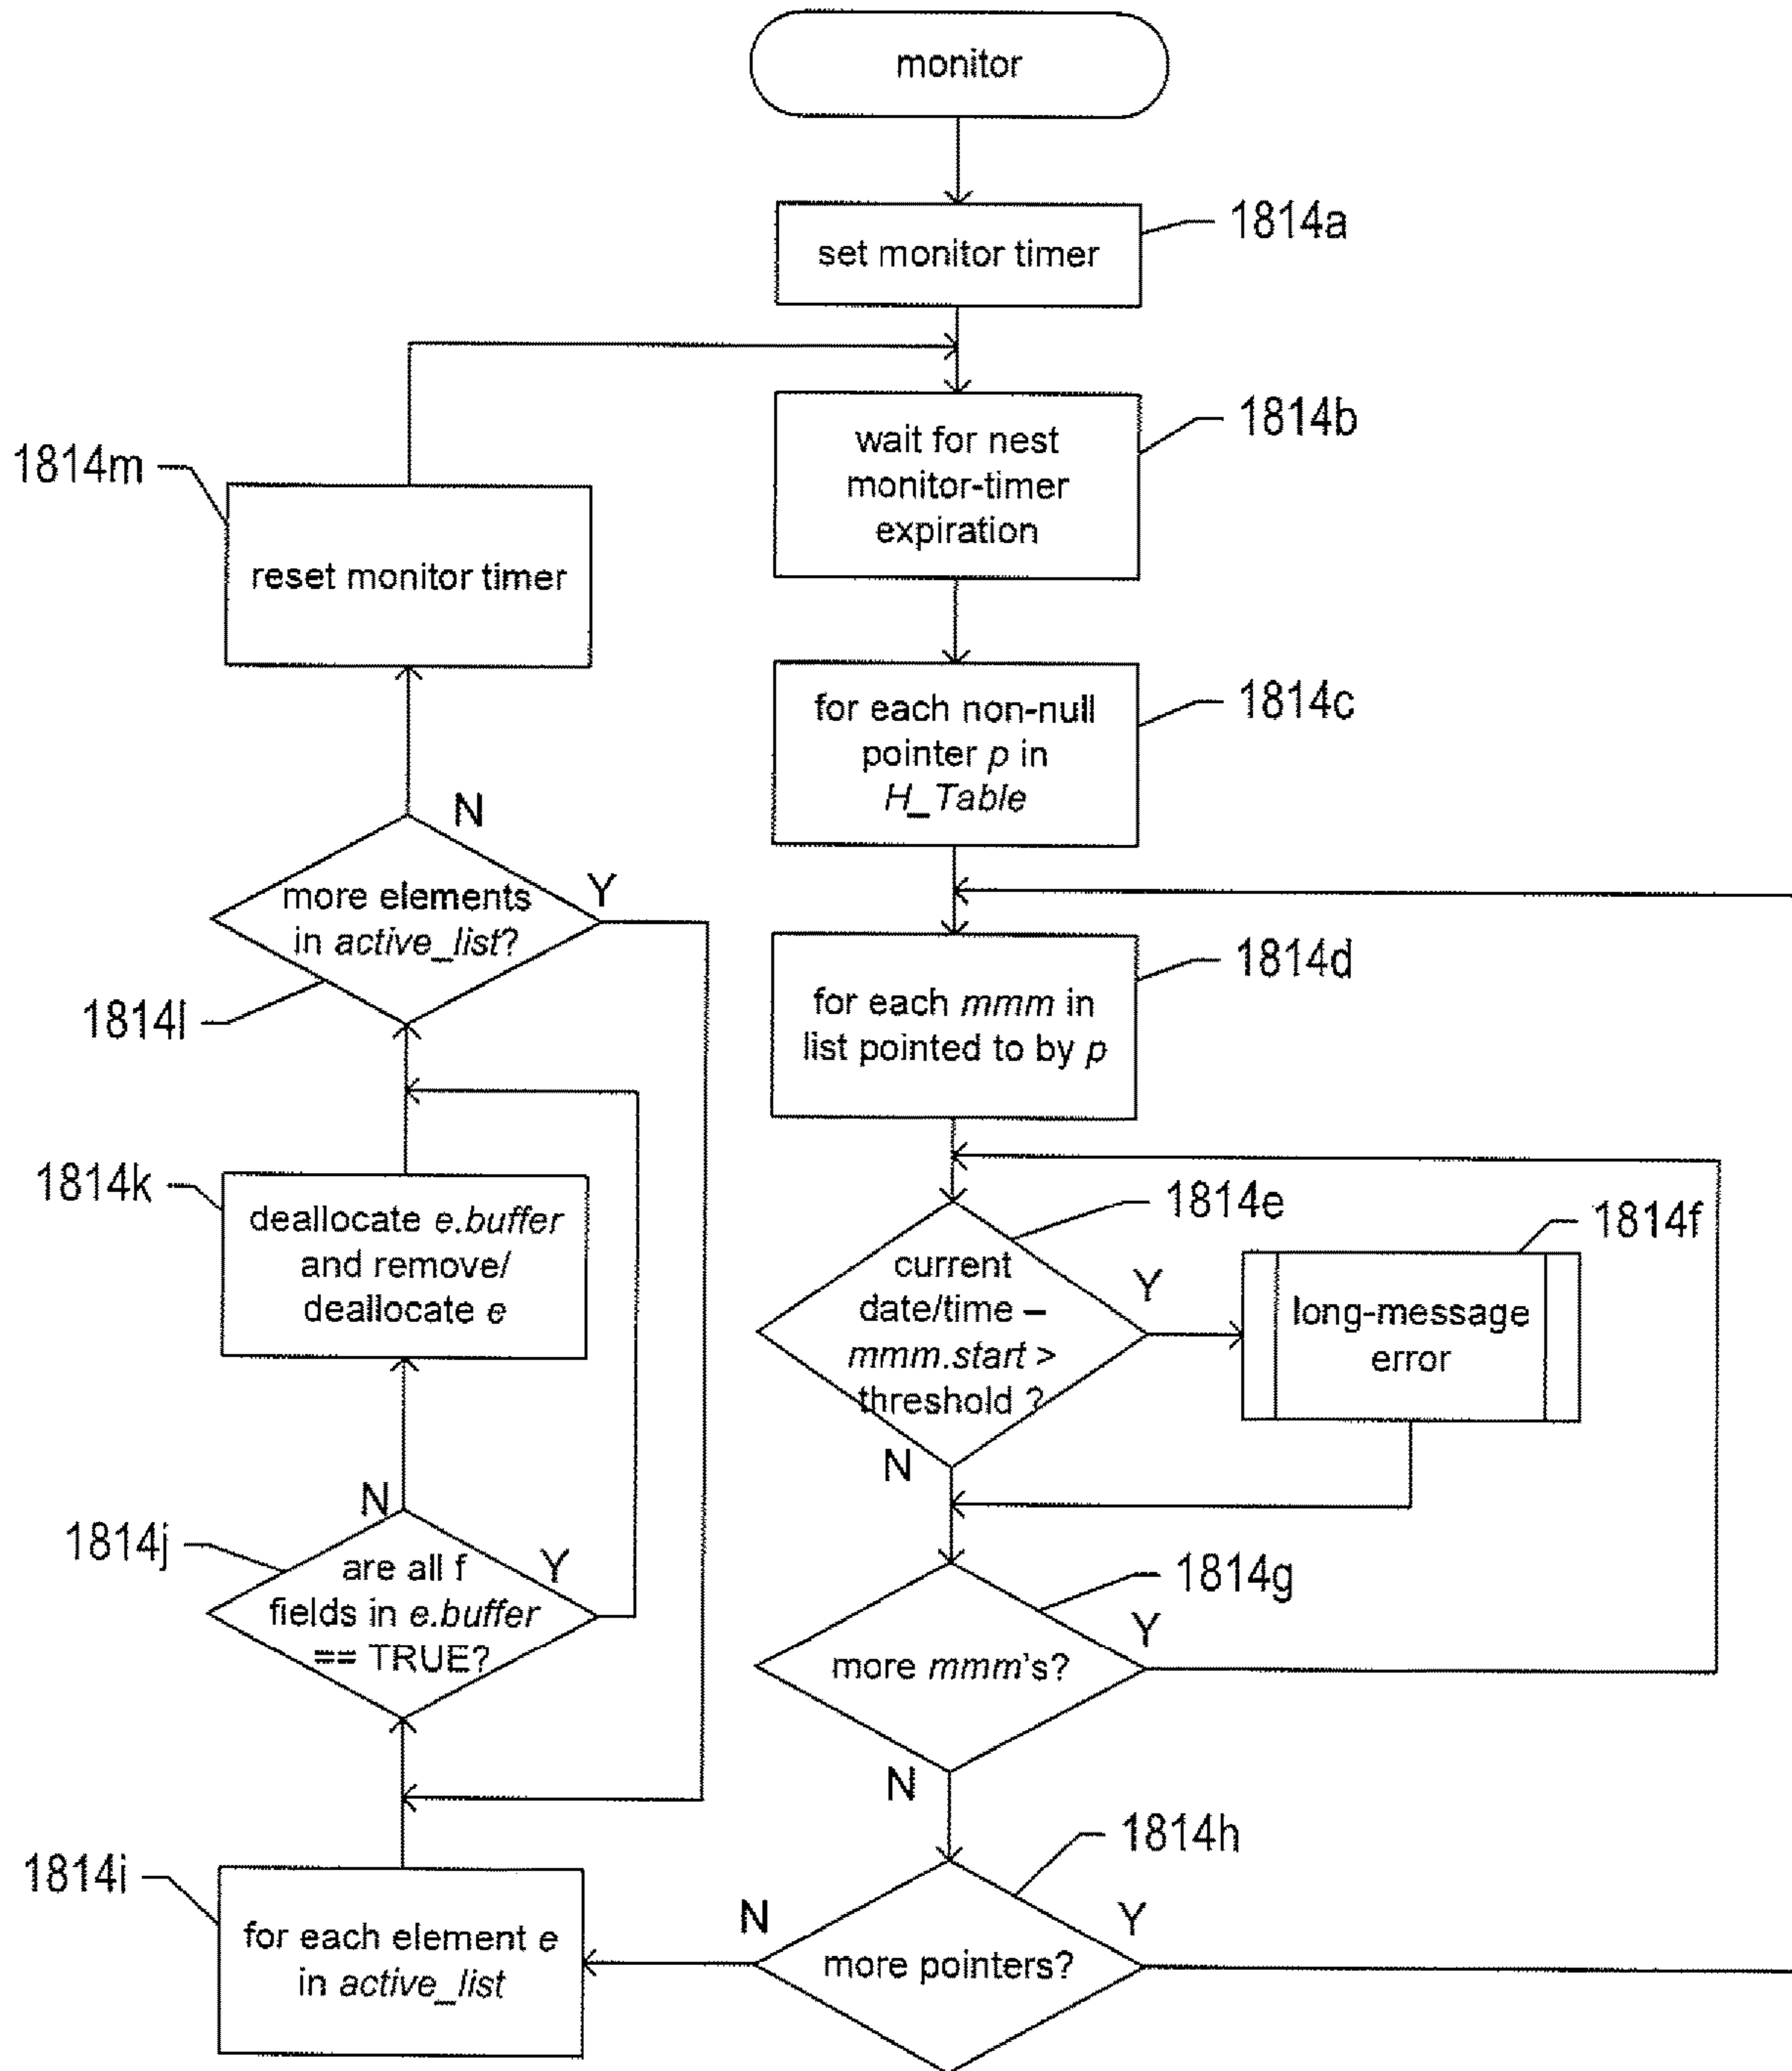 monitor
set monitor timer
1814a
wait for nest
monitor-timer
expiration
1814b
for each non-null
pointer p in
H_Table
1814c
for each mmm in
list pointed to by p
1814d
current
date/time –
mmm.start >
threshold ?
1814e
Y
N
long-message
error
1814f
more mmm's?
1814g
Y
N
more pointers?
1814h
Y
N
for each element e
in active_list
1814i
are all f
fields in e.buffer
== TRUE?
1814j
Y
N
deallocate e.buffer
and remove/
deallocate e
1814k
more elements
in active_list?
1814l
Y
N
reset monitor timer
1814m